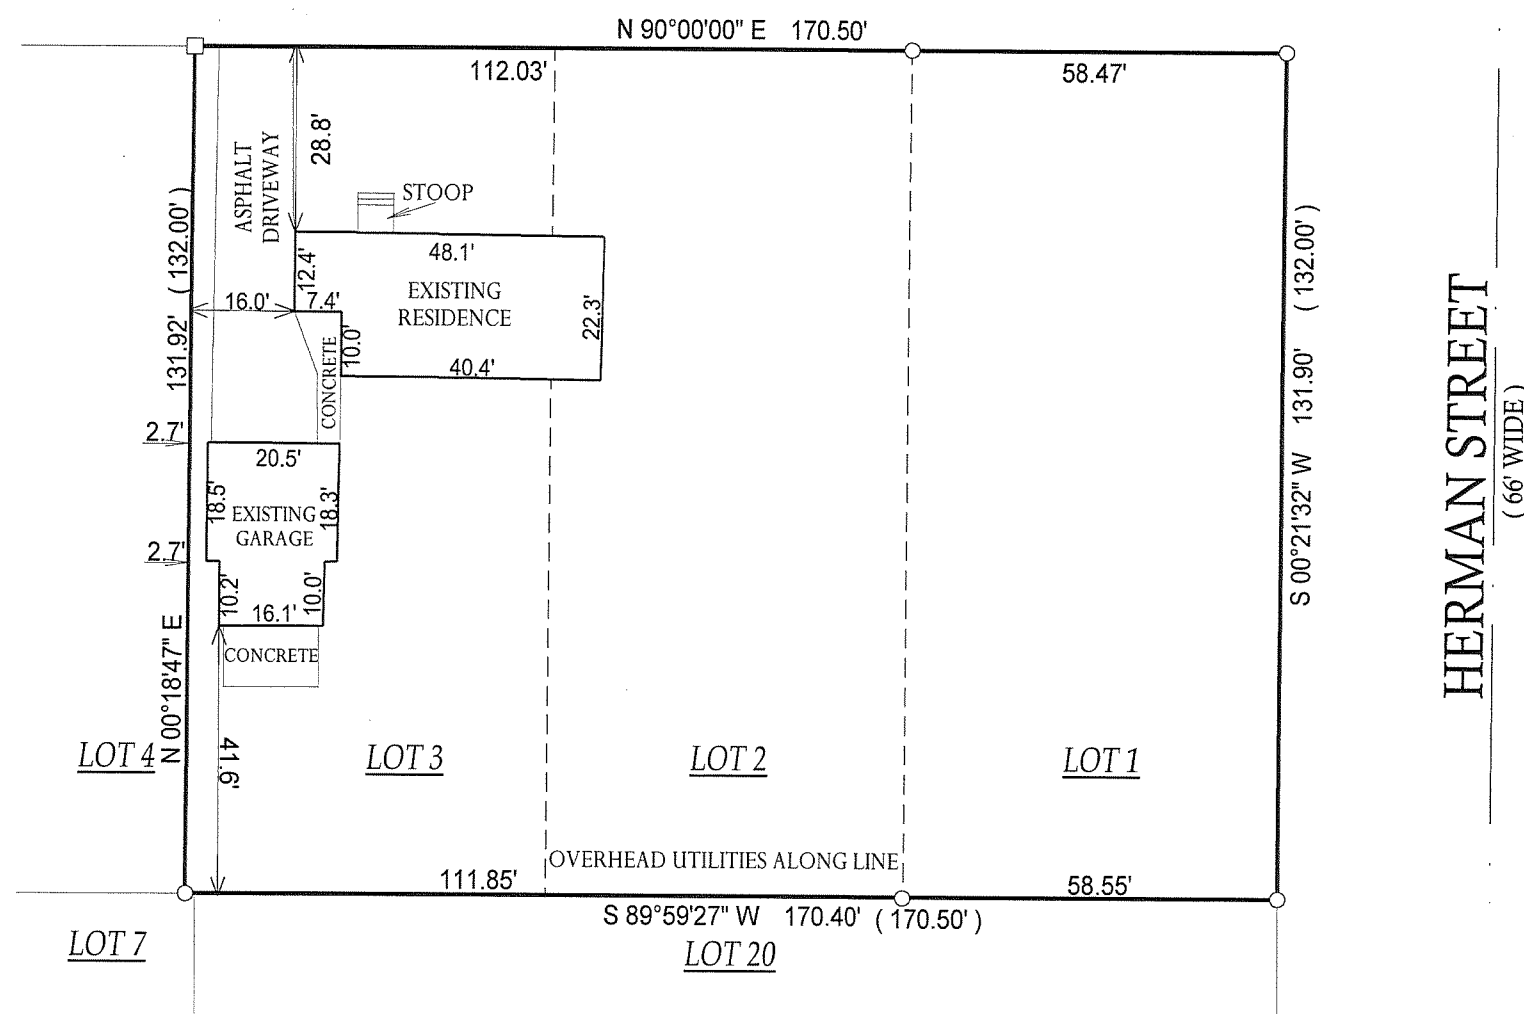 N 90°00'00" E 170.50'
112.03'
58.47'
28.8'
ASPHALT
DRIVEWAY
STOOP
( 132.00' )
131.92'
N 00°18'47" E
48.1'
12.4'
16.0'
7.4'
EXISTING
RESIDENCE
22.3'
10.0'
CONCRETE
40.4'
2.7'
20.5'
18.5'
EXISTING
GARAGE
18.3'
2.7'
10.2'
16.1'
10.0'
CONCRETE
41.6'
( 132.00' )
131.90'
S 00°21'32" W
HERMAN STREET
( 66' WIDE )
LOT 4
LOT 3
LOT 2
LOT 1
OVERHEAD UTILITIES ALONG LINE
111.85'
58.55'
S 89°59'27" W 170.40' ( 170.50' )
LOT 7
LOT 20